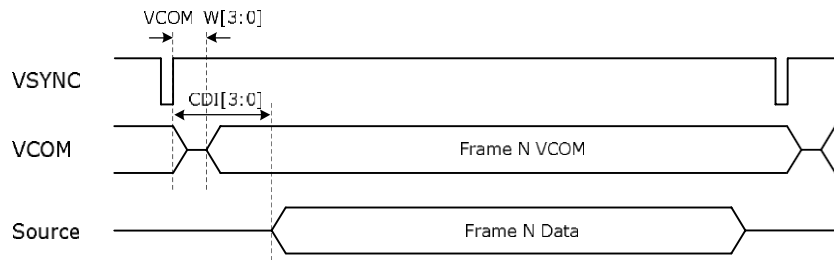 VCOM W[3:0]
VSYNC
CDI[3:0]
VCOM
Frame N VCOM
Source
Frame N Data